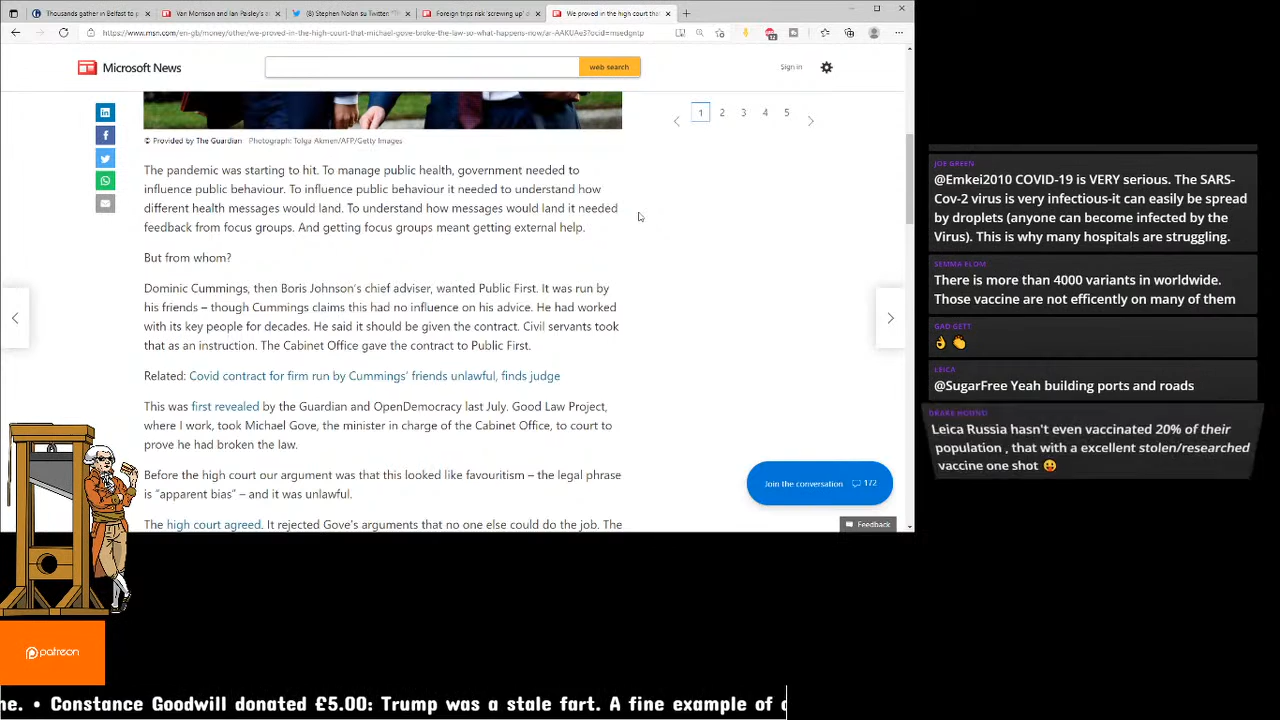 Thousands gather in Belfast to p
Van Morrison and Ian Paisley's a
(8) Stephen Nolan on Twitter: "
Foreign trips risk 'screwing up' a
We proved in the high court tha
https://www.msn.com/en-gb/money/other/we-proved-in-the-high-court-that-michael-gove-broke-the-law-so-what-happens-now/ar-AAKUAe3?ocid=msedgntp
Microsoft News
web search
Sign in
1 2 3 4 5
© Provided by The Guardian Photograph: Tolga Akmen/AFP/Getty Images
The pandemic was starting to hit. To manage public health, government needed to
influence public behaviour. To influence public behaviour it needed to understand how
different health messages would land. To understand how messages would land it needed
feedback from focus groups. And getting focus groups meant getting external help.
But from whom?
Dominic Cummings, then Boris Johnson's chief adviser, wanted Public First. It was run by
his friends – though Cummings claims this had no influence on his advice. He had worked
with its key people for decades. He said it should be given the contract. Civil servants took
that as an instruction. The Cabinet Office gave the contract to Public First.
Related: Covid contract for firm run by Cummings' friends unlawful, finds judge
This was first revealed by the Guardian and OpenDemocracy last July. Good Law Project,
where I work, took Michael Gove, the minister in charge of the Cabinet Office, to court to
prove he had broken the law.
Before the high court our argument was that this looked like favouritism – the legal phrase
is "apparent bias" – and it was unlawful.
The high court agreed. It rejected Gove's arguments that no one else could do the job. The
Join the conversation 172
Feedback
JOE GREEN
@Emkei2010 COVID-19 is VERY serious. The SARS-
Cov-2 virus is very infectious-it can easily be spread
by droplets (anyone can become infected by the
Virus). This is why many hospitals are struggling.
SEMMA BLOM
There is more than 4000 variants in worldwide.
Those vaccine are not efficently on many of them
GAD GETT
👌 👏
LEICA
@SugarFree Yeah building ports and roads
DRAKE HOWND
Leica Russia hasn't even vaccinated 20% of their
population , that with a excellent stolen/researched
vaccine one shot 😛
patreon
ne. • Constance Goodwill donated £5.00: Trump was a stale fart. A fine example of